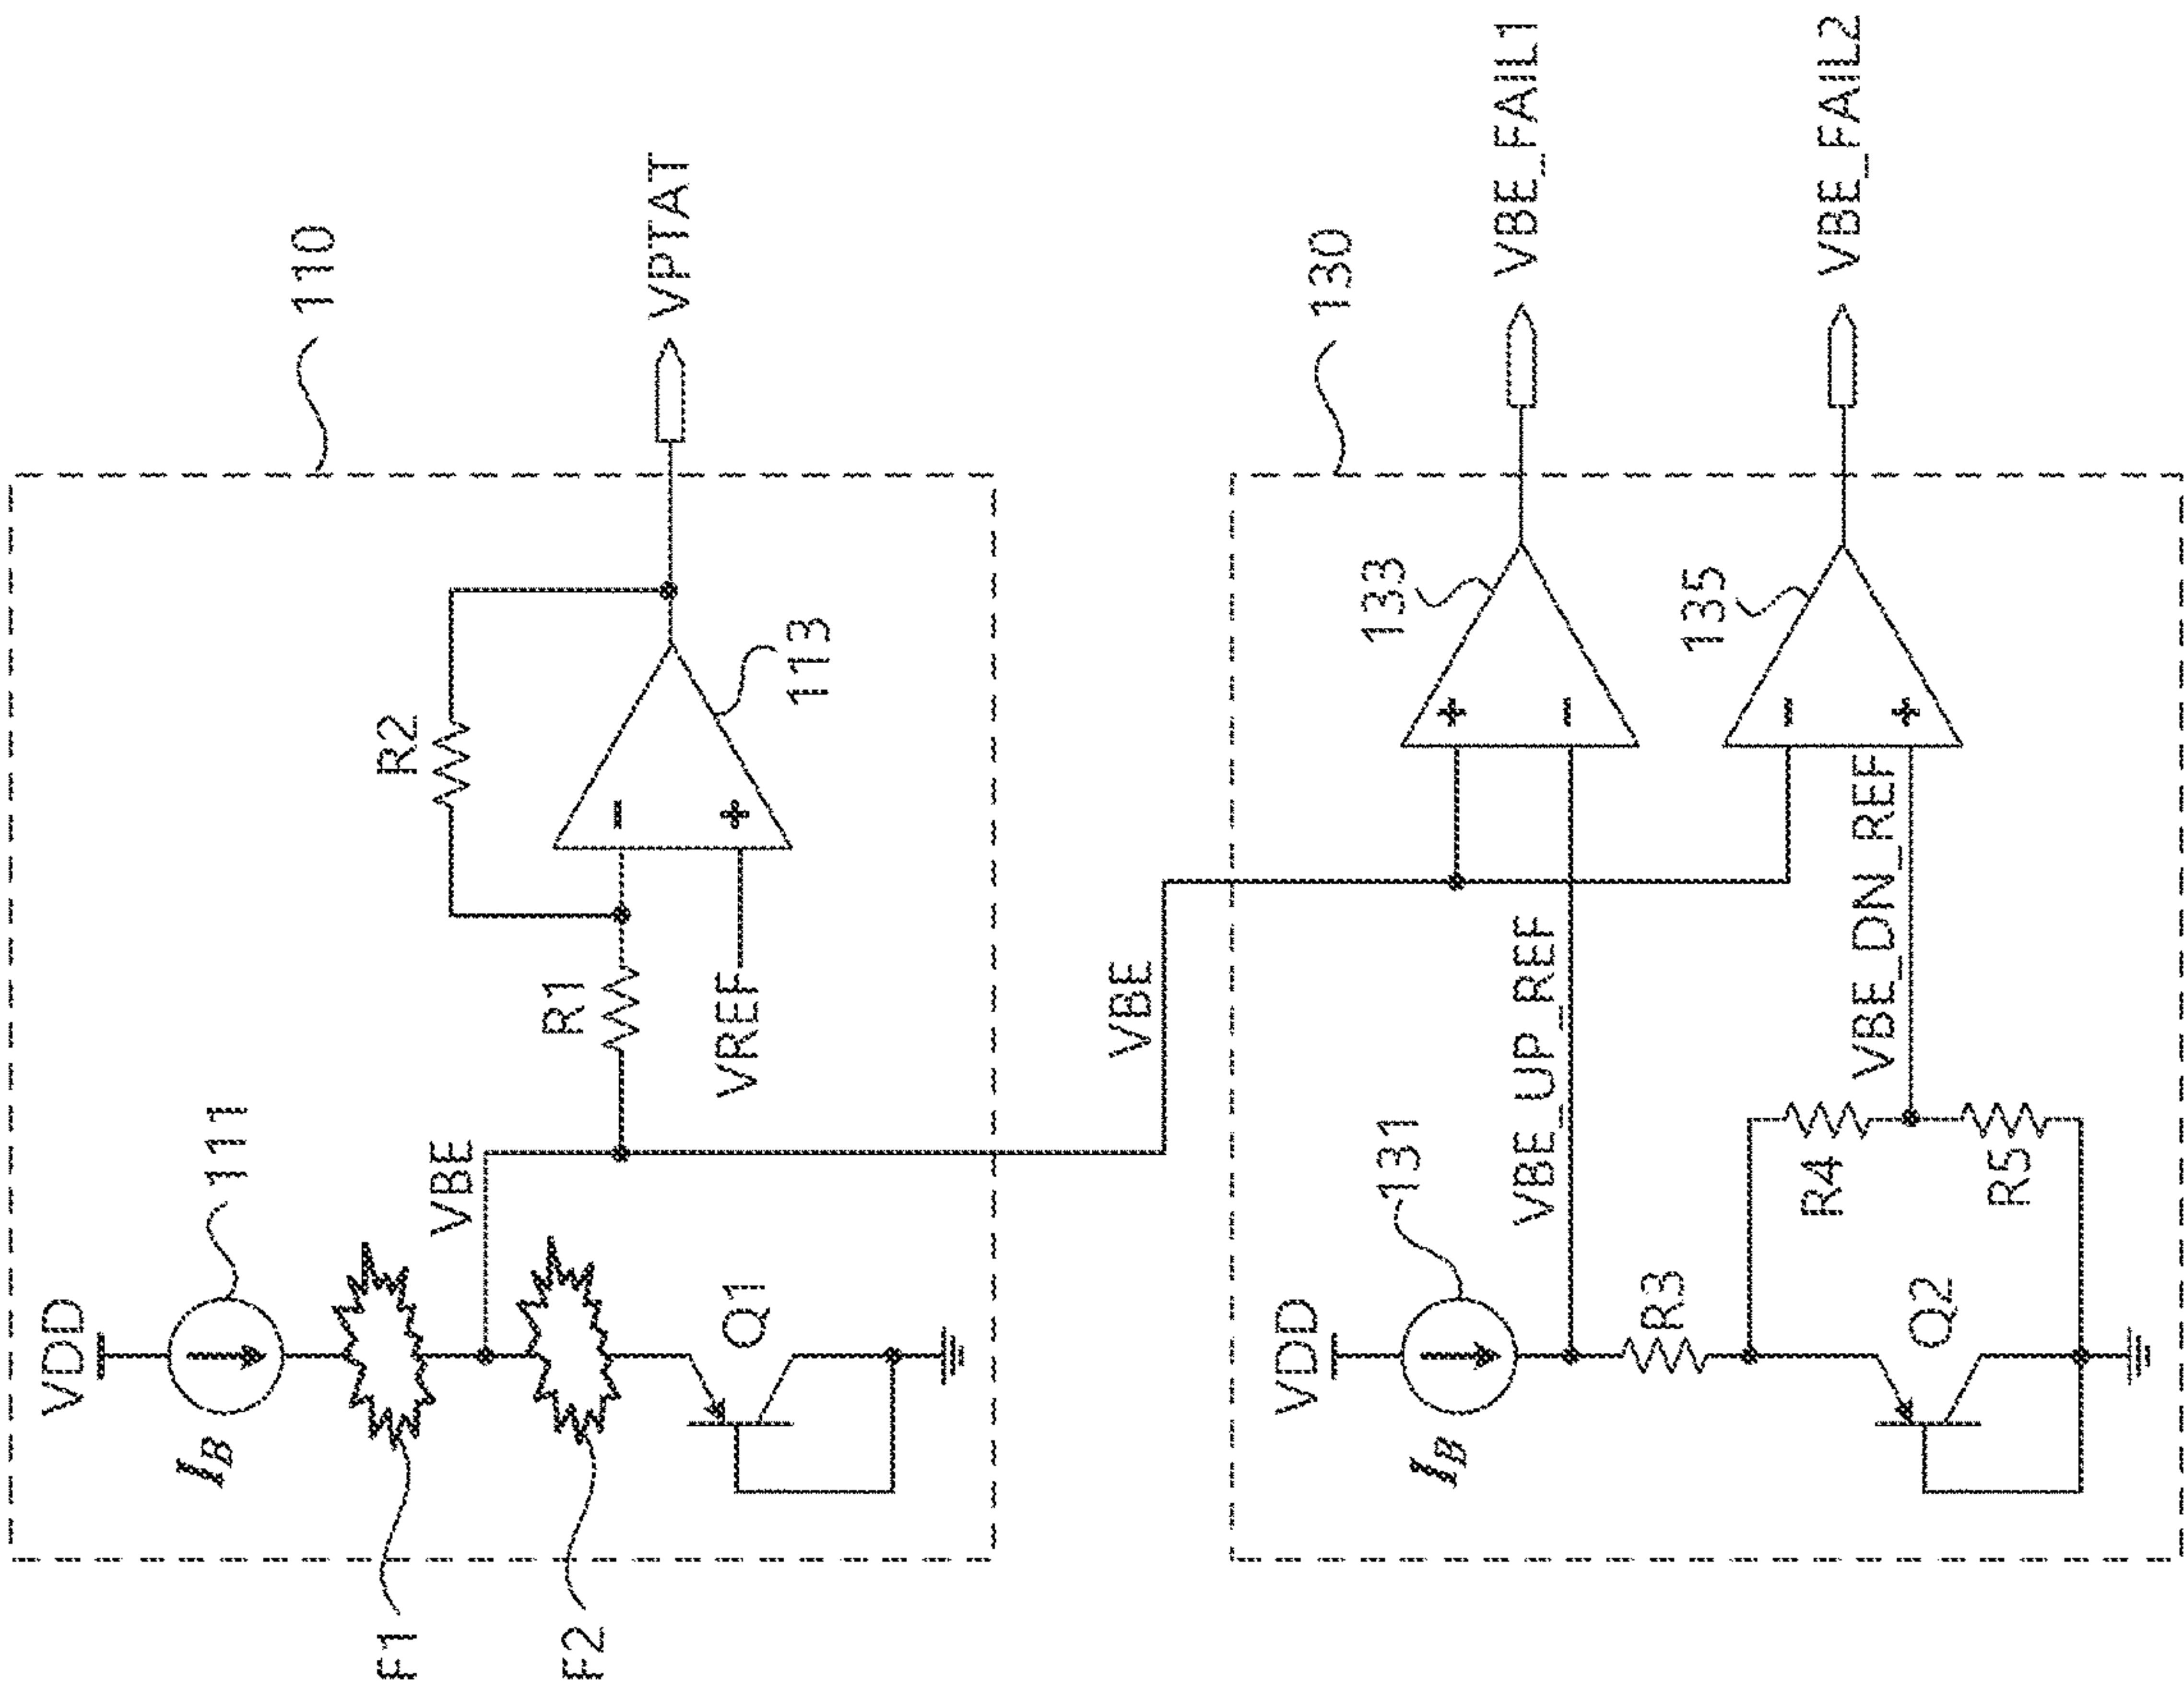 110
VDD
111
I_B
F1
VBE
F2
Q1
R2
R1
VREF
-
+
113
VPTAT
VBE
130
VDD
131
I_B
VBE_UP_REF
R3
R4
Q2
R5
VBE_DN_REF
133
+
-
135
-
+
VBE_FAIL1
VBE_FAIL2